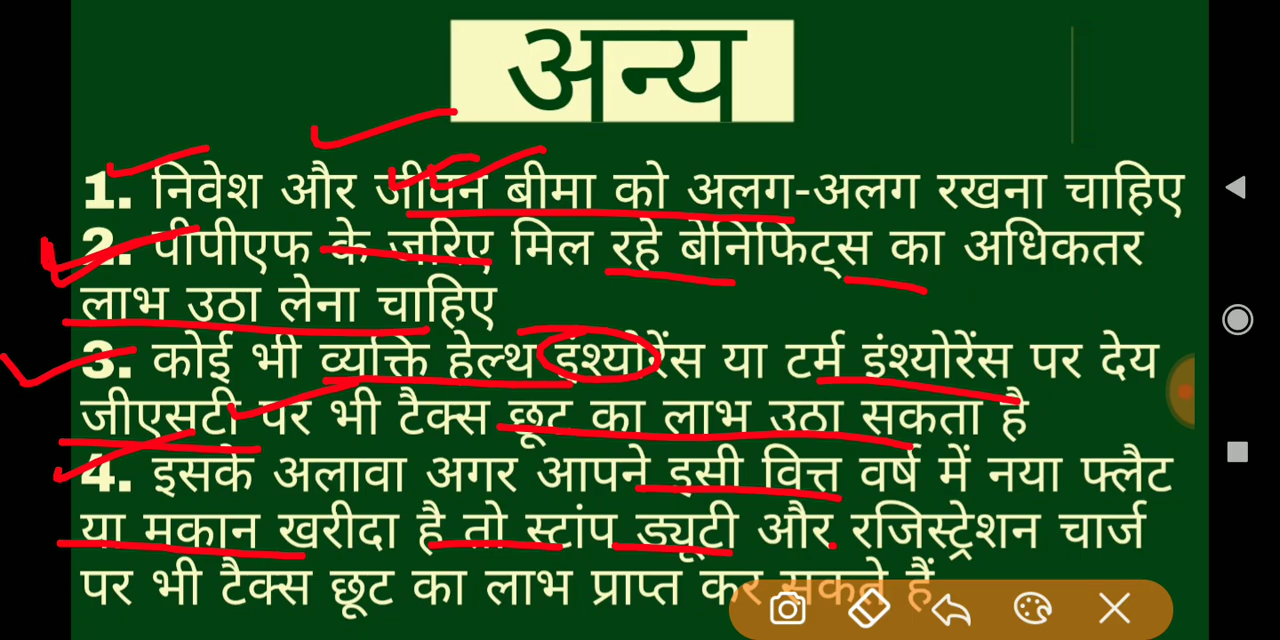 अन्य
1. निवेश और जीवन बीमा को अलग-अलग रखना चाहिए
2. पीपीएफ के जरिए मिल रहे बेनिफिट्स का अधिकतर
लाभ उठा लेना चाहिए
3. कोई भी व्यक्ति हेल्थ इंश्योरेंस या टर्म इंश्योरेंस पर देय
जीएसटी पर भी टैक्स छूट का लाभ उठा सकता है
4. इसके अलावा अगर आपने इसी वित्त वर्ष में नया फ्लैट
या मकान खरीदा है तो स्टांप ड्यूटी और रजिस्ट्रेशन चार्ज
पर भी टैक्स छूट का लाभ प्राप्त कर सकते हैं